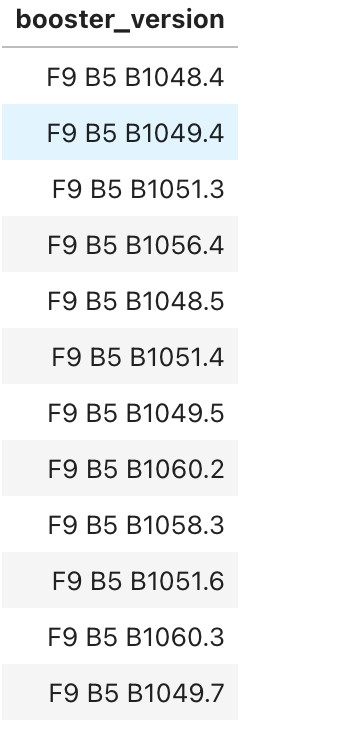 booster_version
F9 B5 B1048.4
F9 B5 B1049.4
F9 B5 B1051.3
F9 B5 B1056.4
F9 B5 B1048.5
F9 B5 B1051.4
F9 B5 B1049.5
F9 B5 B1060.2
F9 B5 B1058.3
F9 B5 B1051.6
F9 B5 B1060.3
F9 B5 B1049.7